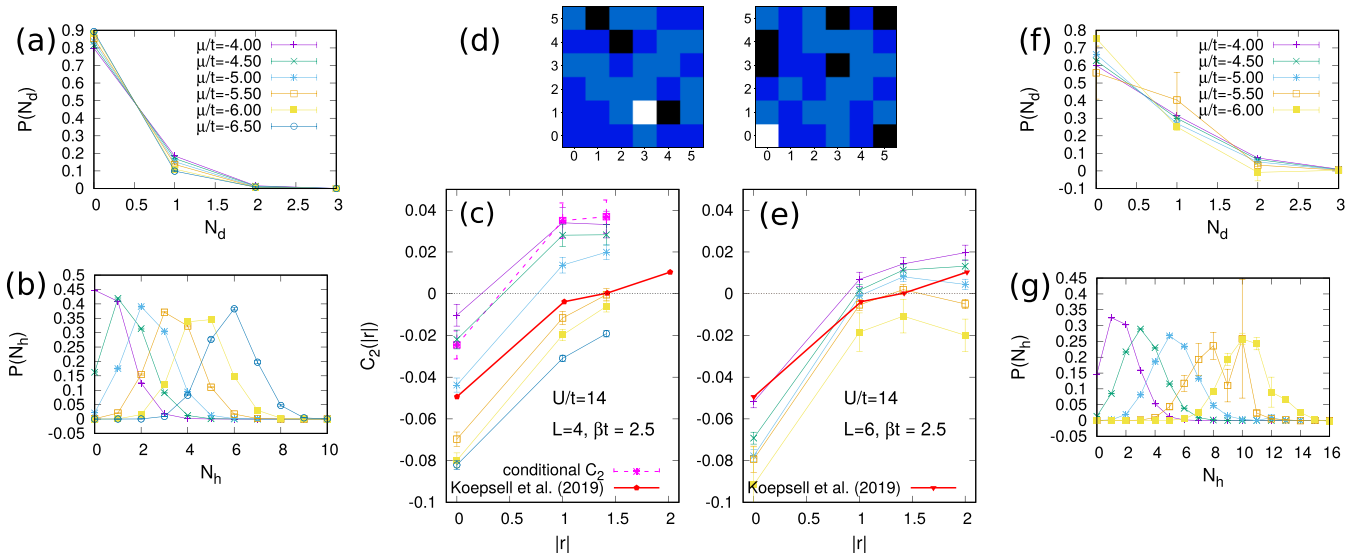 (a)
0.9
0.8
0.7
0.6
0.5
0.4
0.3
0.2
0.1
0
P(N_d)
μ/t=-4.00
μ/t=-4.50
μ/t=-5.00
μ/t=-5.50
μ/t=-6.00
μ/t=-6.50
0 0.5 1 1.5 2 2.5 3
N_d
(b)
0.5
0.45
0.4
0.35
0.3
0.25
0.2
0.15
0.1
0.05
0
-0.05
P(N_h)
0 2 4 6 8 10
N_h
(d)
5
4
3
2
1
0
0 1 2 3 4 5
5
4
3
2
1
0
0 1 2 3 4 5
(c)
0.04
0.02
0
-0.02
-0.04
-0.06
-0.08
-0.1
C_2(|r|)
U/t=14
L=4, βt = 2.5
conditional C_2
Koepsell et al. (2019)
0 0.5 1 1.5 2
|r|
(e)
0.04
0.02
0
-0.02
-0.04
-0.06
-0.08
-0.1
U/t=14
L=6, βt = 2.5
Koepsell et al. (2019)
0 0.5 1 1.5 2
|r|
(f)
0.8
0.7
0.6
0.5
0.4
0.3
0.2
0.1
0
-0.1
P(N_d)
μ/t=-4.00
μ/t=-4.50
μ/t=-5.00
μ/t=-5.50
μ/t=-6.00
0 0.5 1 1.5 2 2.5 3
N_d
(g)
0.45
0.4
0.35
0.3
0.25
0.2
0.15
0.1
0.05
0
-0.05
P(N_h)
0 2 4 6 8 10 12 14 16
N_h